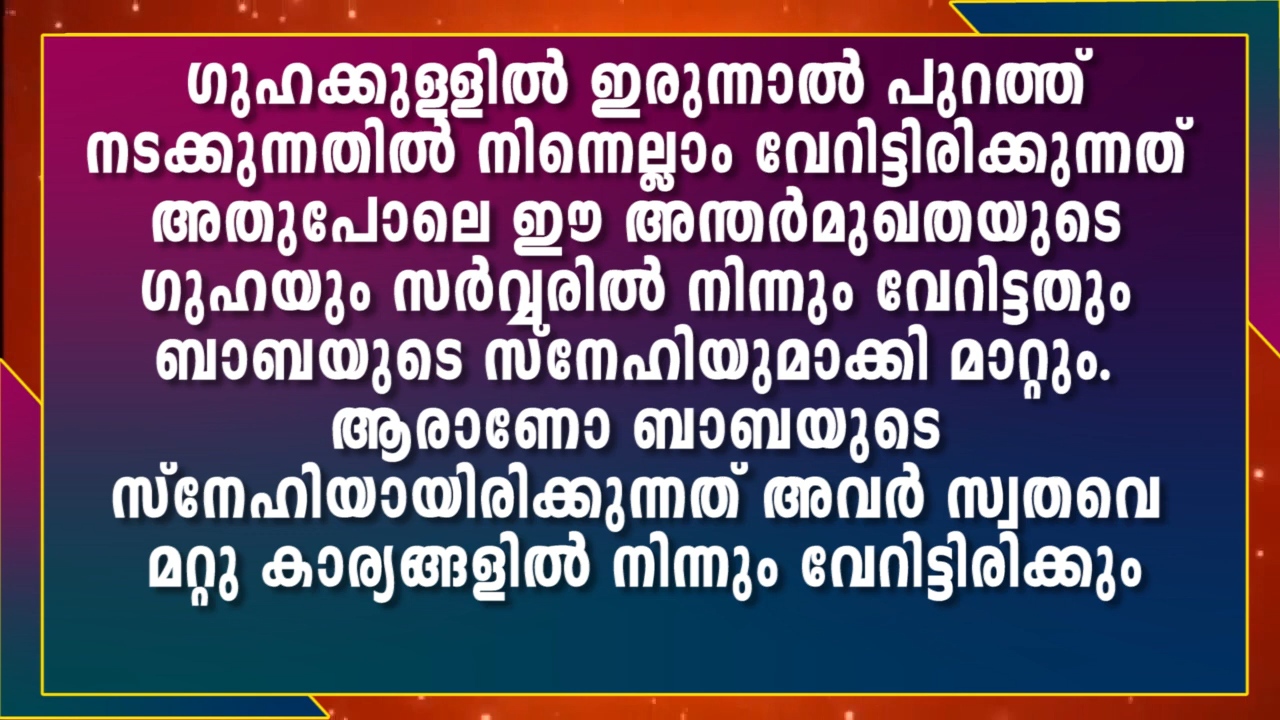 ഗുഹക്കുള്ളിൽ ഇരുന്നാൽ പുറത്ത്
നടക്കുന്നതിൽ നിന്നെല്ലാം വേറിട്ടിരിക്കുന്നത്
അതുപോലെ ഈ അന്തർമുഖതയുടെ
ഗുഹയും സർവ്വരിൽ നിന്നും വേറിട്ടതും
ബാബയുടെ സ്നേഹിയുമാക്കി മാറ്റും.
ആരാണോ ബാബയുടെ
സ്നേഹിയായിരിക്കുന്നത് അവർ സ്വതവെ
മറ്റു കാര്യങ്ങളിൽ നിന്നും വേറിട്ടിരിക്കും